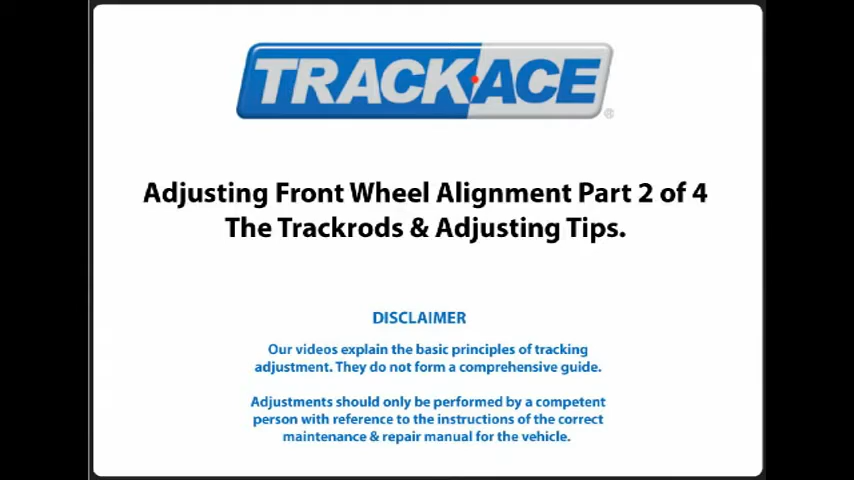 TRACK·ACE ®
Adjusting Front Wheel Alignment Part 2 of 4
The Trackrods & Adjusting Tips.
DISCLAIMER
Our videos explain the basic principles of tracking
adjustment. They do not form a comprehensive guide.
Adjustments should only be performed by a competent
person with reference to the instructions of the correct
maintenance & repair manual for the vehicle.